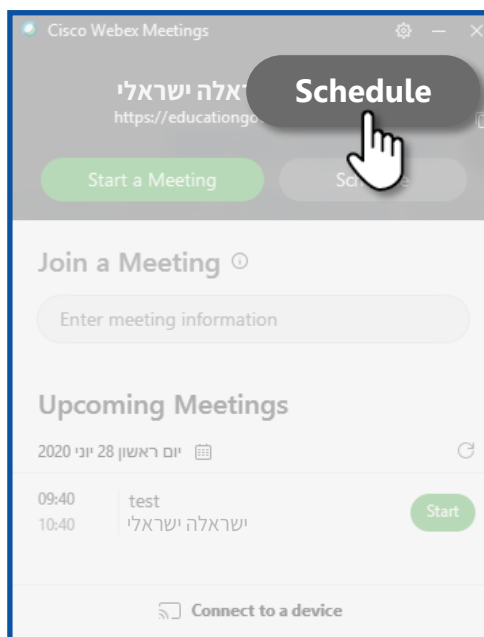 Cisco Webex Meetings
ראלה ישראלי
Schedule
https://educationgo
Start a Meeting
Join a Meeting
Enter meeting information
Upcoming Meetings
יום ראשון 28 יוני 2020
09:40 test
10:40 ישראלה ישראלי
Start
Connect to a device